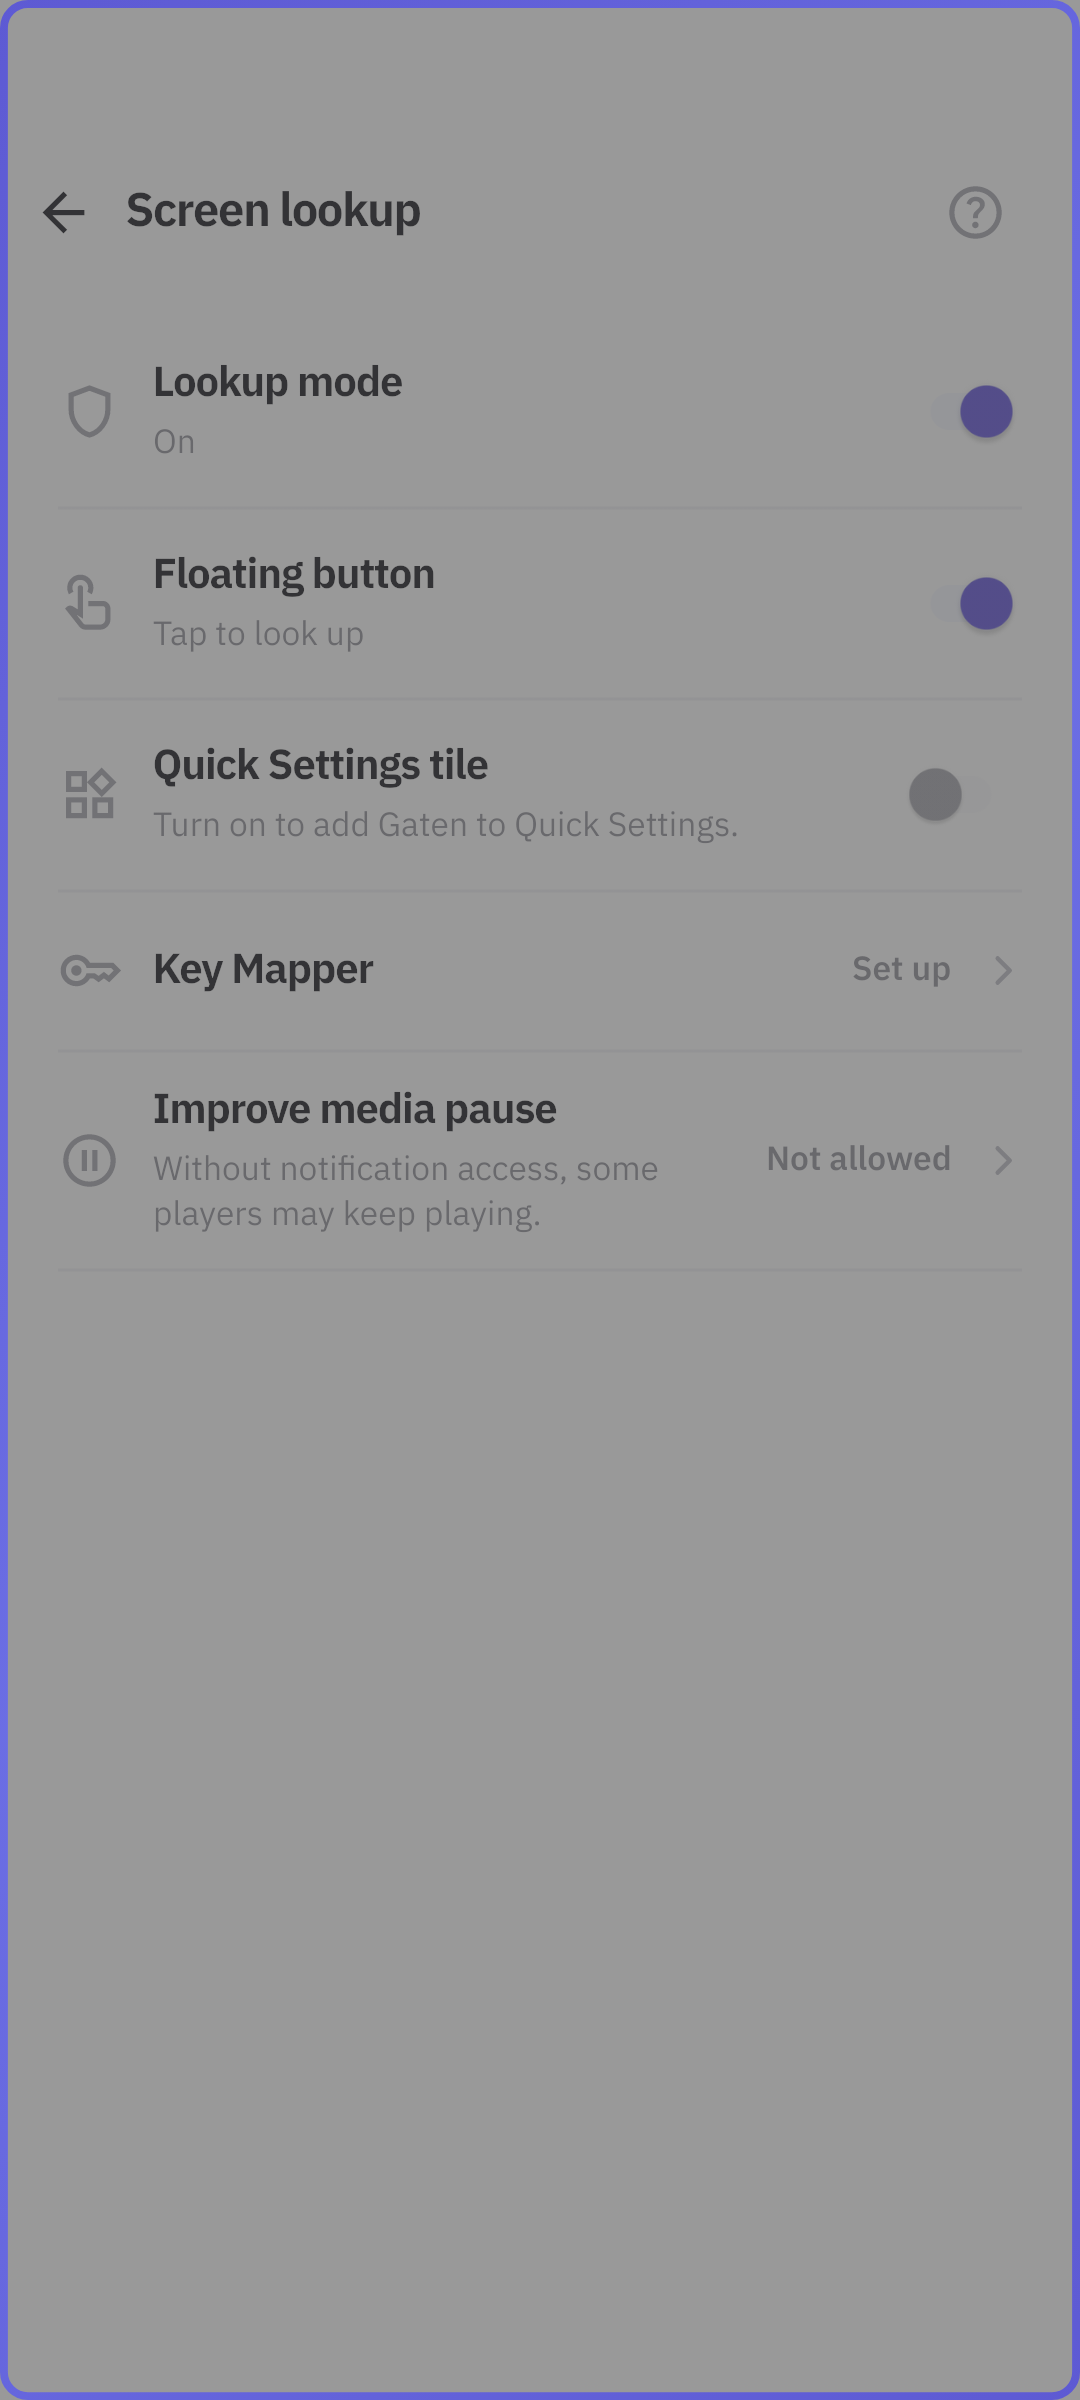 Screen lookup
Lookup mode
On
Floating button
Tap to look up
Quick Settings tile
Turn on to add Gaten to Quick Settings.
Key Mapper
Set up
Improve media pause
Without notification access, some
players may keep playing.
Not allowed